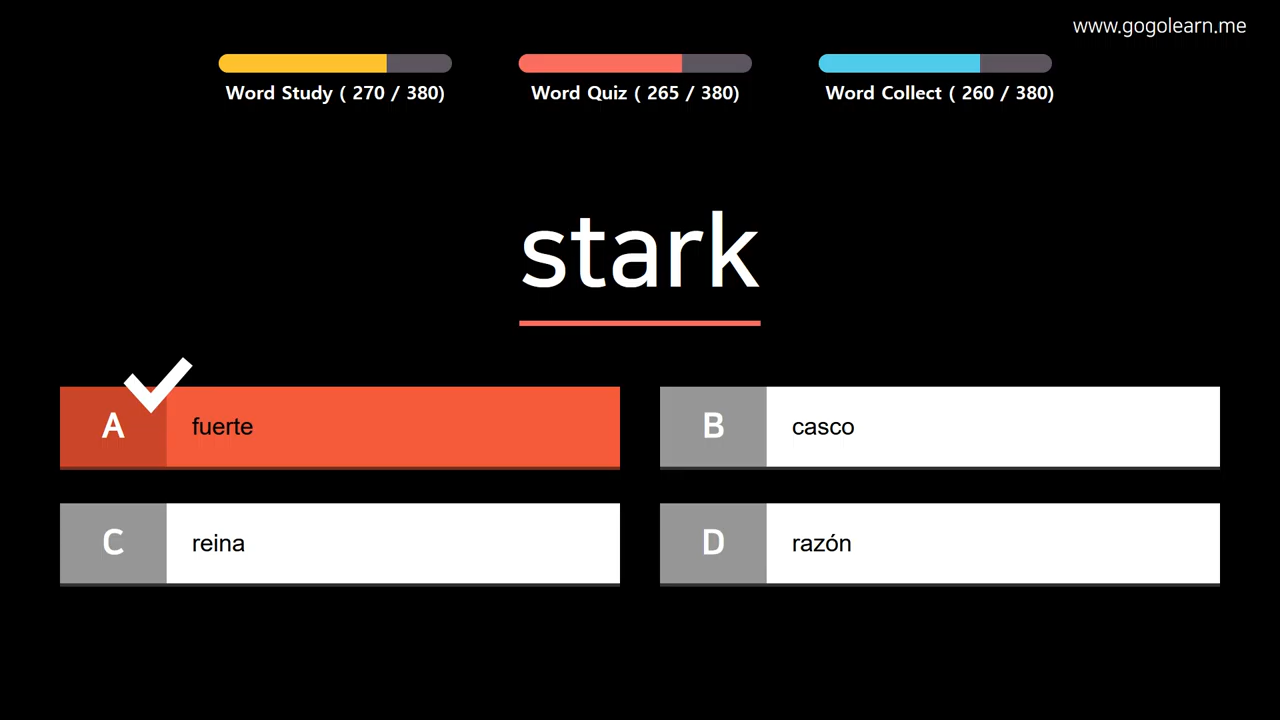 www.gogolearn.me
Word Study ( 270 / 380)
Word Quiz ( 265 / 380)
Word Collect ( 260 / 380)
stark
A fuerte
B casco
C reina
D razón